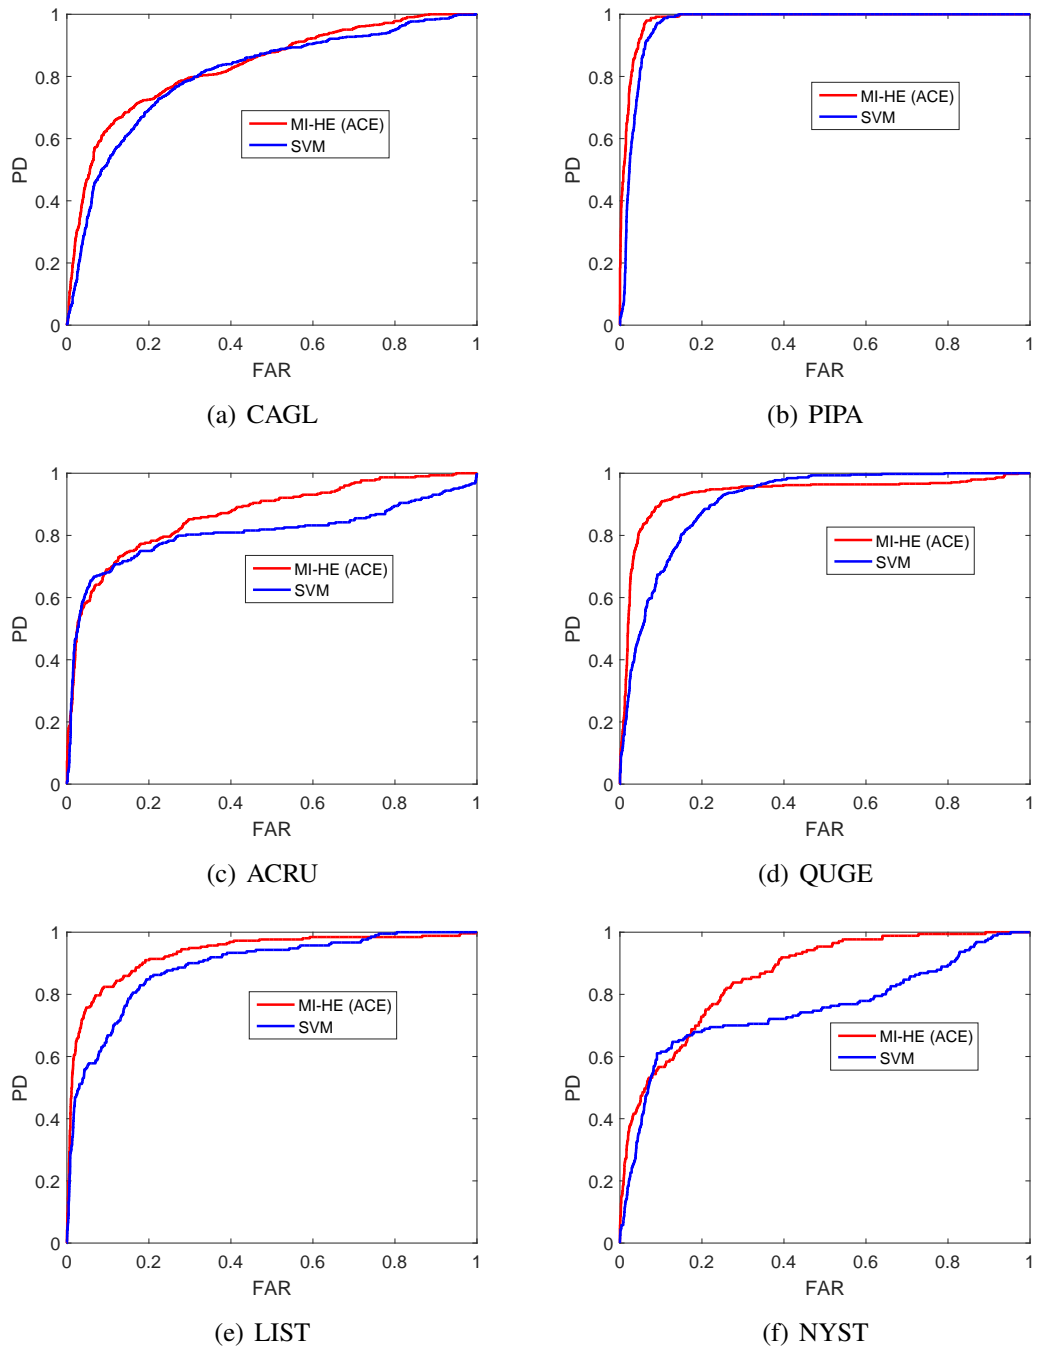 1
0.8
0.6
0.4
0.2
0
PD
MI-HE (ACE)
SVM
0 0.2 0.4 0.6 0.8 1
FAR
(a) CAGL
1
0.8
0.6
0.4
0.2
0
PD
MI-HE (ACE)
SVM
0 0.2 0.4 0.6 0.8 1
FAR
(b) PIPA
1
0.8
0.6
0.4
0.2
0
PD
MI-HE (ACE)
SVM
0 0.2 0.4 0.6 0.8 1
FAR
(c) ACRU
1
0.8
0.6
0.4
0.2
0
PD
MI-HE (ACE)
SVM
0 0.2 0.4 0.6 0.8 1
FAR
(d) QUGE
1
0.8
0.6
0.4
0.2
0
PD
MI-HE (ACE)
SVM
0 0.2 0.4 0.6 0.8 1
FAR
(e) LIST
1
0.8
0.6
0.4
0.2
0
PD
MI-HE (ACE)
SVM
0 0.2 0.4 0.6 0.8 1
FAR
(f) NYST